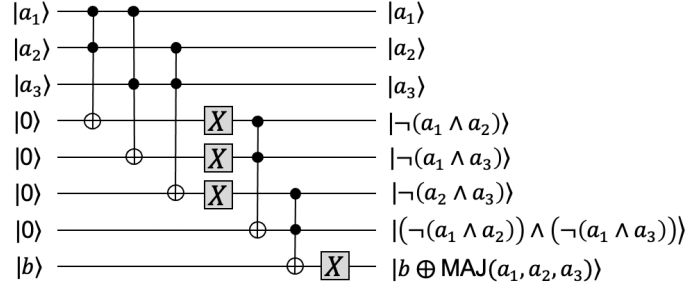 |a₁⟩ |a₁⟩
|a₂⟩ |a₂⟩
|a₃⟩ |a₃⟩
|0⟩ X |¬(a₁ ∧ a₂)⟩
|0⟩ X |¬(a₁ ∧ a₃)⟩
|0⟩ X |¬(a₂ ∧ a₃)⟩
|0⟩ |(¬(a₁ ∧ a₂)) ∧ (¬(a₁ ∧ a₃))⟩
|b⟩ X |b ⊕ MAJ(a₁, a₂, a₃)⟩